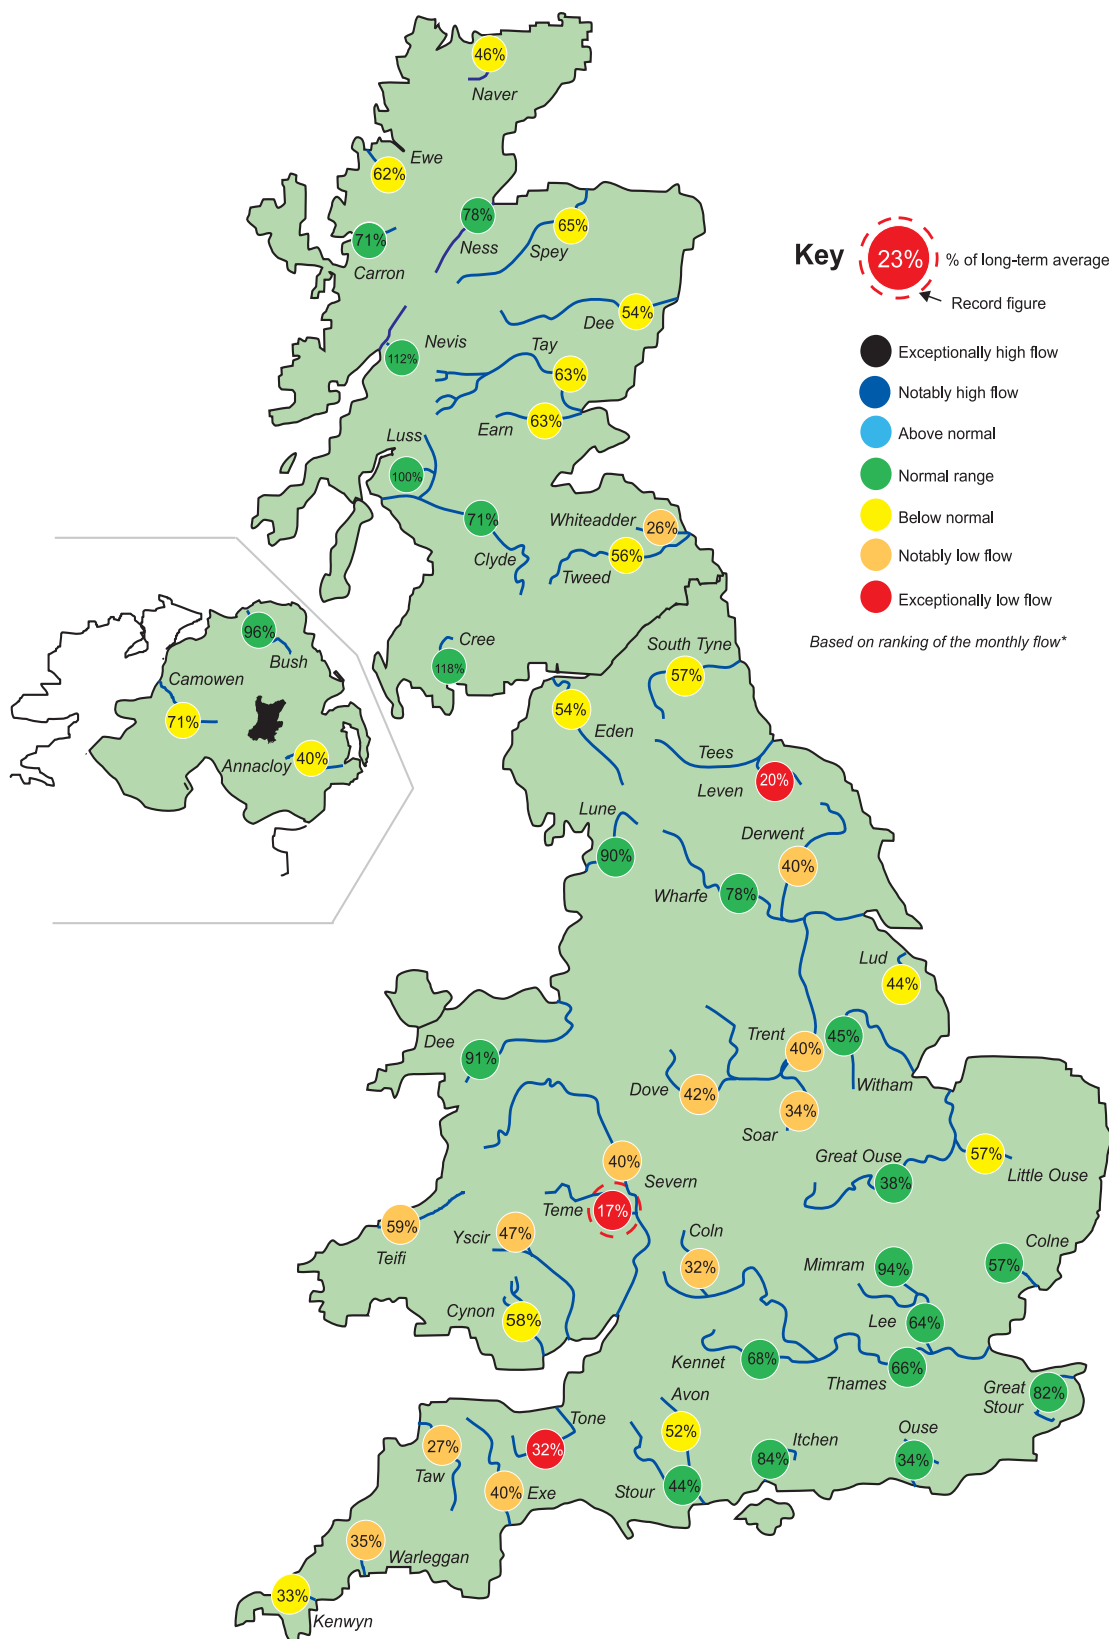 46%
Naver
Ewe
62%
78%
Ness
71%
Carron
65%
Spey
Key
23%
% of long-term average
Record figure
Exceptionally high flow
Notably high flow
Above normal
Normal range
Below normal
Notably low flow
Exceptionally low flow
Based on ranking of the monthly flow*
Dee
54%
Nevis
112%
Tay
63%
Earn
63%
Luss
100%
71%
Clyde
Whiteadder
26%
56%
Tweed
Cree
118%
96%
Bush
Camowen
71%
Annacloy
40%
South Tyne
57%
54%
Eden
Tees
Leven
20%
Lune
90%
Derwent
40%
Wharfe
78%
Lud
44%
Dee
91%
Trent
40%
45%
Witham
Dove
42%
34%
Soar
Great Ouse
38%
57%
Little Ouse
40%
Severn
Teme
17%
59%
Teifi
Yscir
47%
Coln
32%
Mimram
94%
Colne
57%
Cynon
58%
Lee
64%
Kennet
68%
Thames
66%
Great
Stour
82%
Avon
52%
Tone
32%
27%
Taw
40%
Exe
Itchen
84%
Ouse
34%
Stour
44%
35%
Warleggan
33%
Kenwyn